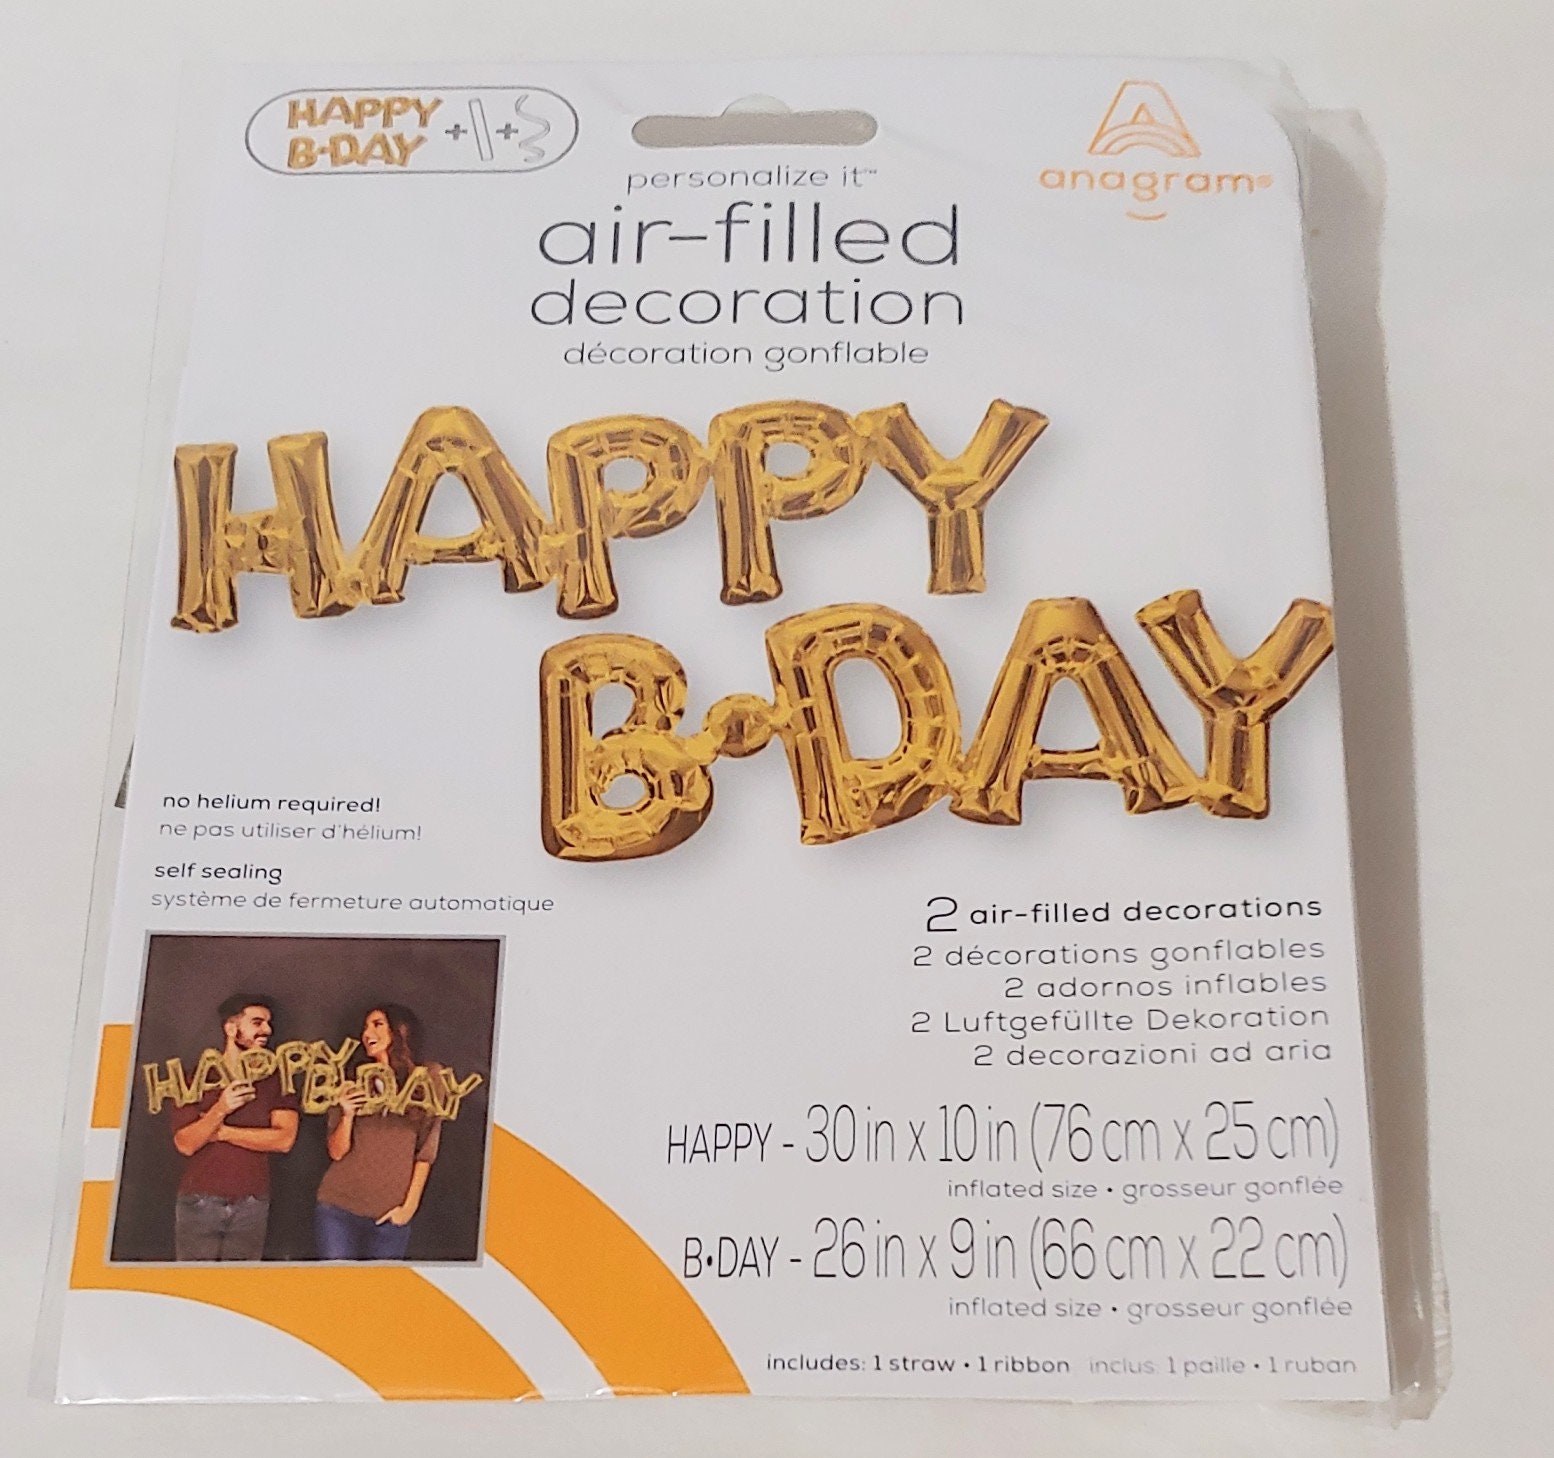 HAPPY
B•DAY
+ +
anagram®
personalize it™
air-filled
decoration
décoration gonflable
HAPPY
B•DAY
no helium required!
ne pas utiliser d'hélium!
self sealing
système de fermeture automatique
HAPPY
B•DAY
2 air-filled decorations
2 décorations gonflables
2 adornos inflables
2 Luftgefüllte Dekoration
2 decorazioni ad aria
HAPPY - 30 in x 10 in (76 cm x 25 cm)
inflated size • grosseur gonflée
B•DAY - 26 in x 9 in (66 cm x 22 cm)
inflated size • grosseur gonflée
includes: 1 straw • 1 ribbon inclus: 1 paille • 1 ruban